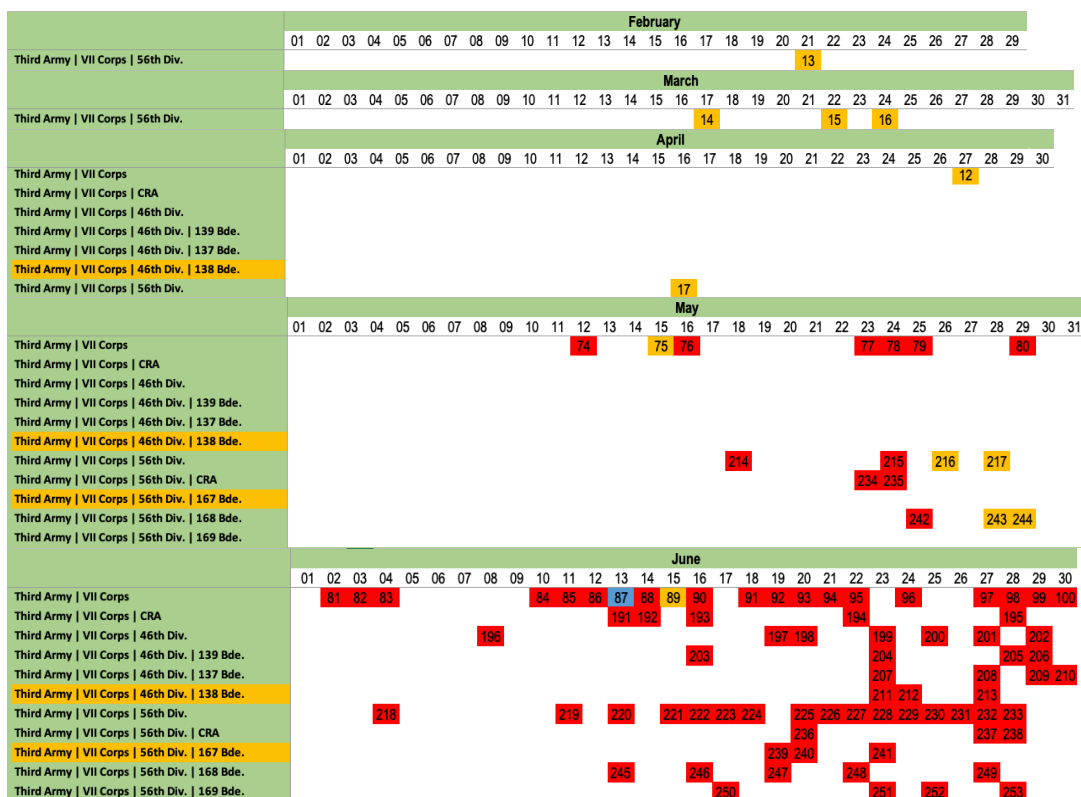 February
01 02 03 04 05 06 07 08 09 10 11 12 13 14 15 16 17 18 19 20 21 22 23 24 25 26 27 28 29
Third Army | VII Corps | 56th Div. 13
March
01 02 03 04 05 06 07 08 09 10 11 12 13 14 15 16 17 18 19 20 21 22 23 24 25 26 27 28 29 30 31
Third Army | VII Corps | 56th Div. 14 15 16
April
01 02 03 04 05 06 07 08 09 10 11 12 13 14 15 16 17 18 19 20 21 22 23 24 25 26 27 28 29 30
Third Army | VII Corps 12
Third Army | VII Corps | CRA
Third Army | VII Corps | 46th Div.
Third Army | VII Corps | 46th Div. | 139 Bde.
Third Army | VII Corps | 46th Div. | 137 Bde.
Third Army | VII Corps | 46th Div. | 138 Bde.
Third Army | VII Corps | 56th Div. 17
May
01 02 03 04 05 06 07 08 09 10 11 12 13 14 15 16 17 18 19 20 21 22 23 24 25 26 27 28 29 30 31
Third Army | VII Corps 74 75 76 77 78 79 80
Third Army | VII Corps | CRA
Third Army | VII Corps | 46th Div.
Third Army | VII Corps | 46th Div. | 139 Bde.
Third Army | VII Corps | 46th Div. | 137 Bde.
Third Army | VII Corps | 46th Div. | 138 Bde.
Third Army | VII Corps | 56th Div. 214 215 216 217
Third Army | VII Corps | 56th Div. | CRA 234 235
Third Army | VII Corps | 56th Div. | 167 Bde.
Third Army | VII Corps | 56th Div. | 168 Bde. 242 243 244
Third Army | VII Corps | 56th Div. | 169 Bde.
June
01 02 03 04 05 06 07 08 09 10 11 12 13 14 15 16 17 18 19 20 21 22 23 24 25 26 27 28 29 30
Third Army | VII Corps 81 82 83 84 85 86 87 88 89 90 91 92 93 94 95 96 97 98 99 100
Third Army | VII Corps | CRA 191 192 193 194 195
Third Army | VII Corps | 46th Div. 196 197 198 199 200 201 202
Third Army | VII Corps | 46th Div. | 139 Bde. 203 204 205 206
Third Army | VII Corps | 46th Div. | 137 Bde. 207 208 209 210
Third Army | VII Corps | 46th Div. | 138 Bde. 211 212 213
Third Army | VII Corps | 56th Div. 218 219 220 221 222 223 224 225 226 227 228 229 230 231 232 233
Third Army | VII Corps | 56th Div. | CRA 236 237 238
Third Army | VII Corps | 56th Div. | 167 Bde. 239 240 241
Third Army | VII Corps | 56th Div. | 168 Bde. 245 246 247 248 249
Third Army | VII Corps | 56th Div. | 169 Bde. 250 251 252 253